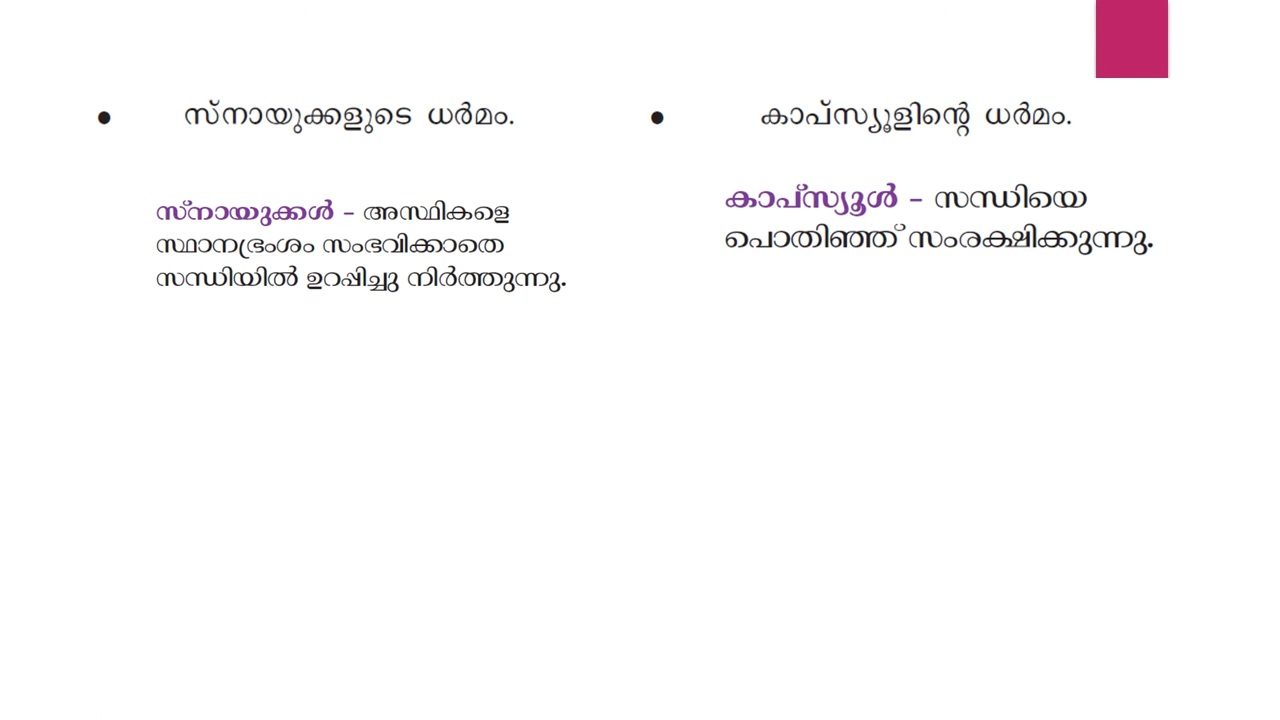 ● സ്നായുക്കളുടെ ധർമം.
സ്നായുക്കൾ – അസ്ഥികളെ
സ്ഥാനഭ്രംശം സംഭവിക്കാതെ
സന്ധിയിൽ ഉറപ്പിച്ചു നിർത്തുന്നു.
● കാപ്സ്യൂളിന്റെ ധർമം.
കാപ്സ്യൂൾ – സന്ധിയെ
പൊതിഞ്ഞ് സംരക്ഷിക്കുന്നു.